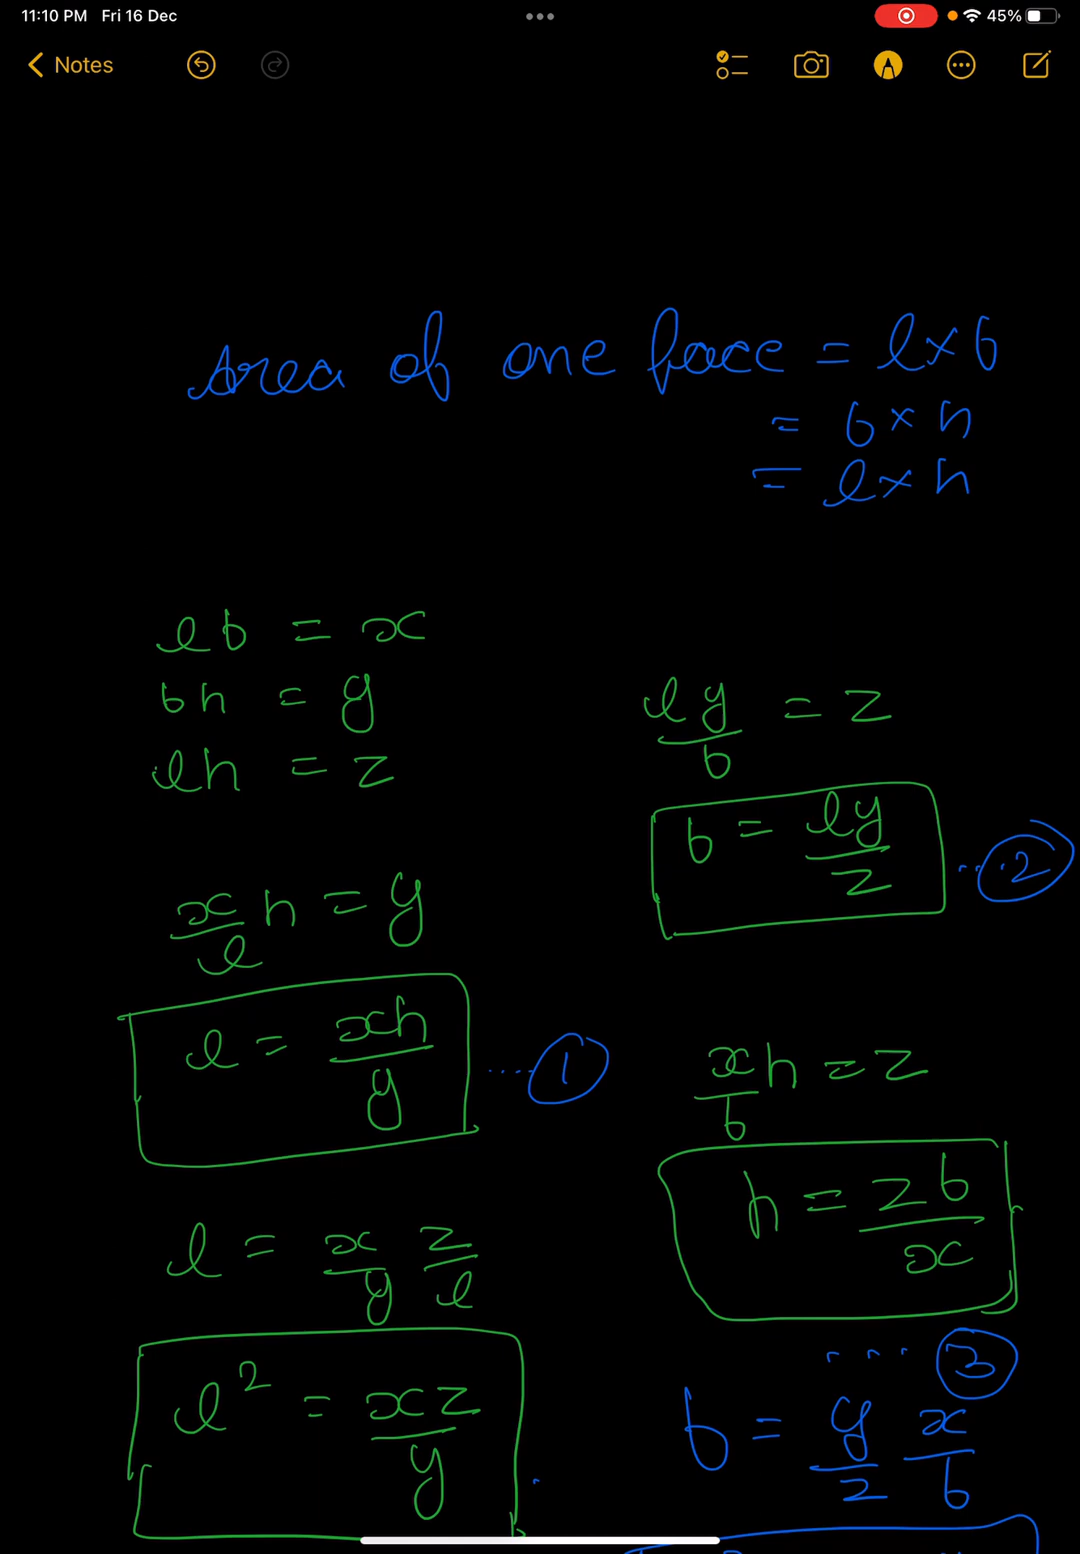 11:10 PM Fri 16 Dec
45%
Notes
Area of one face = l × b
= b × h
= l × h
lb = x
bh = y
lh = z
x/l h = y
l = xh/y .... 1
l = x/y z/l
l² = xz/y
ly/b = z
b = ly/z ... 2
x/b h = z
h = zb/x
... 3
b = y/z x/b